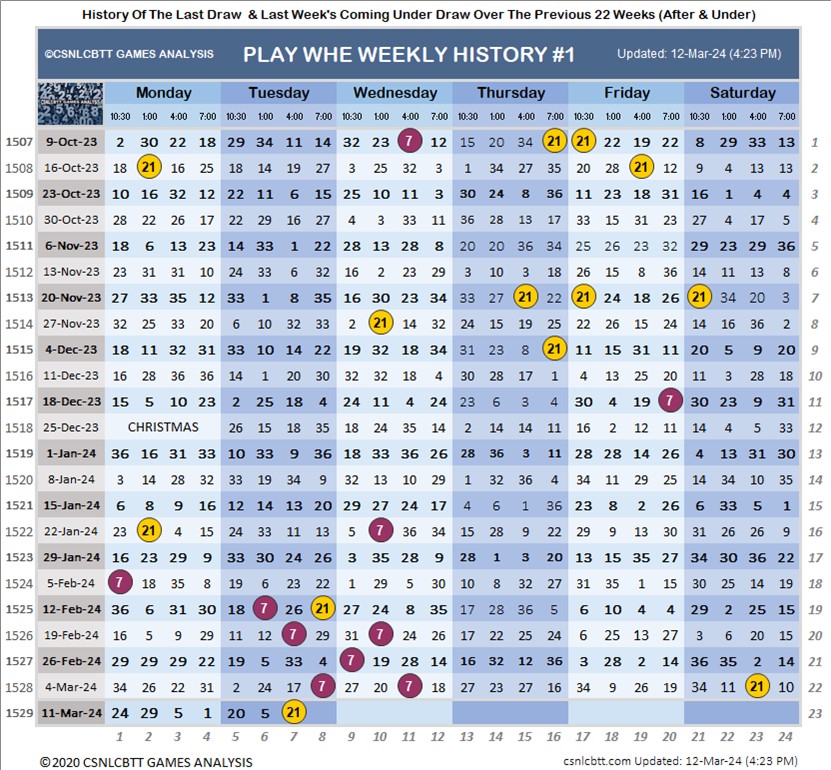 History Of The Last Draw & Last Week's Coming Under Draw Over The Previous 22 Weeks (After & Under)
©CSNLCBTT GAMES ANALYSIS PLAY WHE WEEKLY HISTORY #1 Updated: 12-Mar-24 (4:23 PM)
CSNLCBTT GAMES ANALYSIS Monday Tuesday Wednesday Thursday Friday Saturday
10:30 1:00 4:00 7:00 10:30 1:00 4:00 7:00 10:30 1:00 4:00 7:00 10:30 1:00 4:00 7:00 10:30 1:00 4:00 7:00 10:30 1:00 4:00 7:00
1507 9-Oct-23 2 30 22 18 29 34 11 14 32 23 7 12 15 20 34 21 21 22 19 22 8 29 33 13 1
1508 16-Oct-23 18 21 16 25 18 14 19 27 3 25 32 3 1 34 27 35 20 28 21 12 9 4 13 13 2
1509 23-Oct-23 10 16 32 12 22 11 6 15 25 10 11 3 30 24 8 36 11 23 18 31 16 1 4 4 3
1510 30-Oct-23 28 22 26 17 22 29 16 27 4 3 33 11 36 28 13 17 33 15 31 23 27 4 17 5 4
1511 6-Nov-23 18 6 13 23 14 33 1 22 28 13 28 8 20 20 36 34 25 26 23 32 29 23 29 36 5
1512 13-Nov-23 23 31 31 10 24 33 6 32 16 2 23 29 3 10 3 18 26 15 8 36 14 11 13 8 6
1513 20-Nov-23 27 33 35 12 33 1 8 35 16 30 23 34 33 27 21 22 21 24 18 26 21 34 20 3 7
1514 27-Nov-23 32 25 33 20 6 10 32 33 2 21 14 32 24 15 19 25 22 26 15 24 14 16 36 2 8
1515 4-Dec-23 18 11 32 31 33 10 14 22 19 32 18 34 31 23 8 21 11 15 31 11 20 5 9 20 9
1516 11-Dec-23 16 28 36 36 14 1 20 30 32 32 18 4 30 28 17 1 4 13 25 20 11 3 28 18 10
1517 18-Dec-23 15 5 10 23 2 25 18 4 24 11 4 24 23 6 3 4 30 4 19 7 30 23 9 31 11
1518 25-Dec-23 CHRISTMAS 26 15 18 35 18 24 35 14 2 14 14 11 16 2 12 11 14 4 5 33 12
1519 1-Jan-24 36 16 31 33 10 33 9 36 18 33 36 26 28 36 3 11 28 28 14 26 4 13 31 30 13
1520 8-Jan-24 3 14 28 32 33 19 34 9 32 13 10 29 1 32 36 4 34 11 29 25 14 34 10 35 14
1521 15-Jan-24 6 8 9 16 12 14 13 20 29 27 24 17 4 6 1 36 23 8 2 26 6 33 5 1 15
1522 22-Jan-24 23 21 4 15 24 33 11 13 5 7 36 34 15 28 9 22 29 9 13 30 31 26 26 9 16
1523 29-Jan-24 16 23 29 9 33 30 24 26 3 35 28 9 28 1 3 20 13 15 35 27 34 30 36 22 17
1524 5-Feb-24 7 18 35 8 19 6 23 22 1 29 5 30 10 8 32 27 31 35 1 15 30 25 14 19 18
1525 12-Feb-24 36 6 31 30 18 7 26 21 27 24 8 35 17 28 36 5 6 10 4 4 29 2 25 15 19
1526 19-Feb-24 16 5 9 29 11 12 7 29 31 7 24 26 17 22 25 24 6 25 13 27 3 6 20 15 20
1527 26-Feb-24 29 29 29 22 19 5 33 4 7 19 28 14 16 32 12 36 3 28 2 14 36 35 2 14 21
1528 4-Mar-24 34 26 22 31 2 24 17 7 27 20 7 18 27 23 27 16 34 9 26 19 34 11 21 10 22
1529 11-Mar-24 24 29 5 1 20 5 21 23
1 2 3 4 5 6 7 8 9 10 11 12 13 14 15 16 17 18 19 20 21 22 23 24
©2020 CSNLCBTT GAMES ANALYSIS csnlcbtt.com Updated: 12-Mar-24 (4:23 PM)